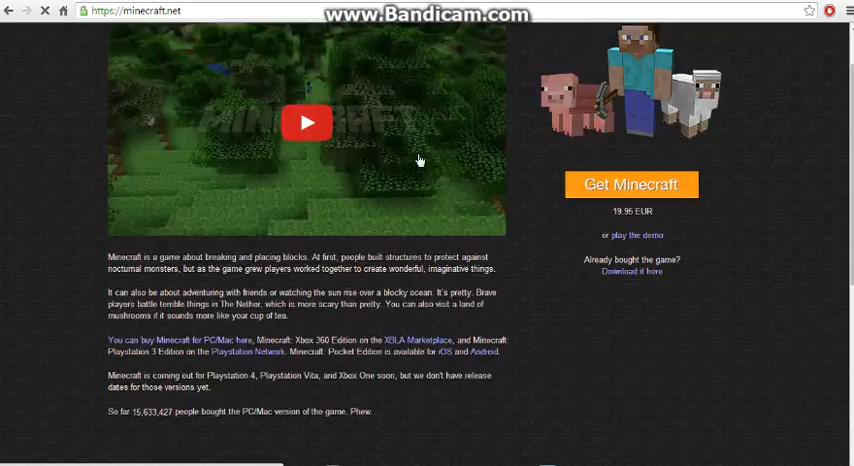 www.Bandicam.com
https://minecraft.net
MINECRAFT
Get Minecraft
19.95 EUR
or play the demo
Already bought the game?
Download it here
Minecraft is a game about breaking and placing blocks. At first, people built structures to protect against
nocturnal monsters, but as the game grew players worked together to create wonderful, imaginative things.
It can also be about adventuring with friends or watching the sun rise over a blocky ocean. It's pretty. Brave
players battle terrible things in The Nether, which is more scary than pretty. You can also visit a land of
mushrooms if it sounds more like your cup of tea.
You can buy Minecraft for PC/Mac here, Minecraft: Xbox 360 Edition on the XBLA Marketplace, and Minecraft:
Playstation 3 Edition on the Playstation Network. Minecraft: Pocket Edition is available for iOS and Android.
Minecraft is coming out for Playstation 4, Playstation Vita, and Xbox One soon, but we don't have release
dates for those versions yet.
So far 15,633,427 people bought the PC/Mac version of the game. Phew.